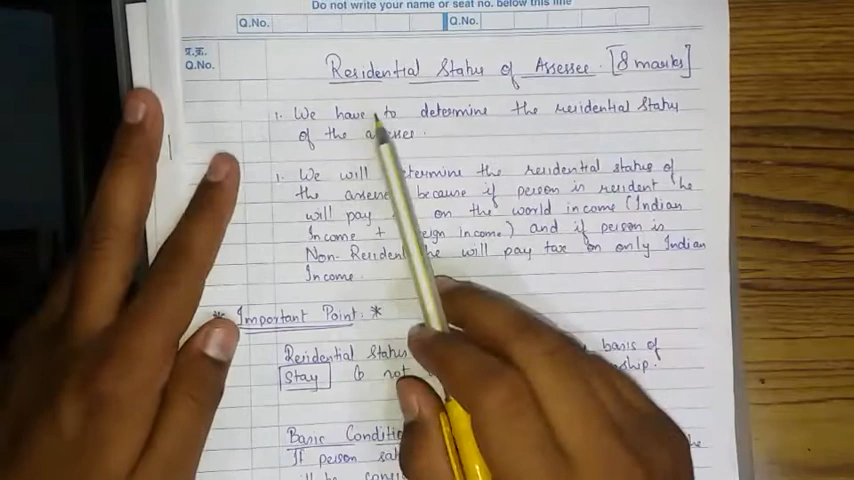 Do not write your name or seat no. below this line
Q.No. Q.No.
प्र.क्र.
Q.No.
Residential Status of Assessee. [8 marks]
1. We have to determine the residential Status
of the assessee.
1. We will determine the residential status of
the assessee because if person is resident he
will pay on the world income (Indian
Income + Foreign Income) and if person is
Non-Resident he will pay tax on only Indian
Income.
* Important Point *
Residential Status basis of
Stay & not
Basic Condit
If person